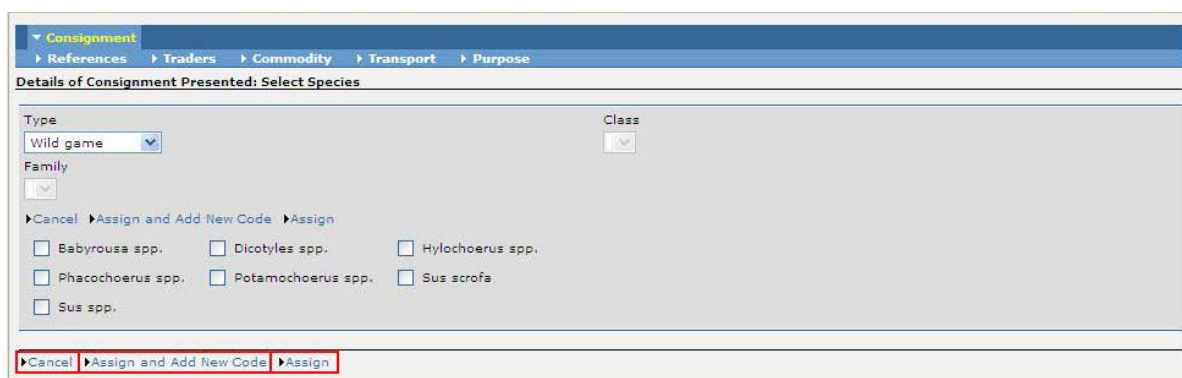 Consignment
References Traders Commodity Transport Purpose
Details of Consignment Presented: Select Species
Type Class
Wild game
Family
Cancel Assign and Add New Code Assign
Babyrousa spp. Dicotyles spp. Hylochoerus spp.
Phacochoerus spp. Potamochoerus spp. Sus scrofa
Sus spp.
Cancel Assign and Add New Code Assign